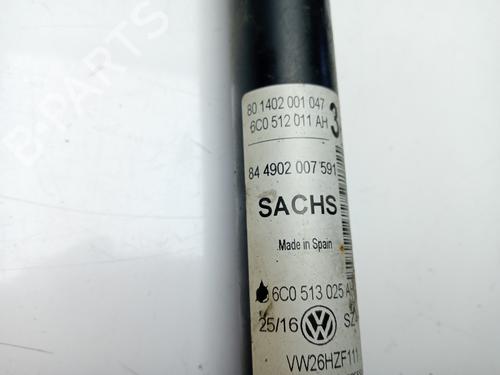 80 1402 001 047
6C0 512 011 AH
3
84 4902 007 591
SACHS
Made in Spain
6C0 513 025 A
25/16
SZ
VW26HZF111